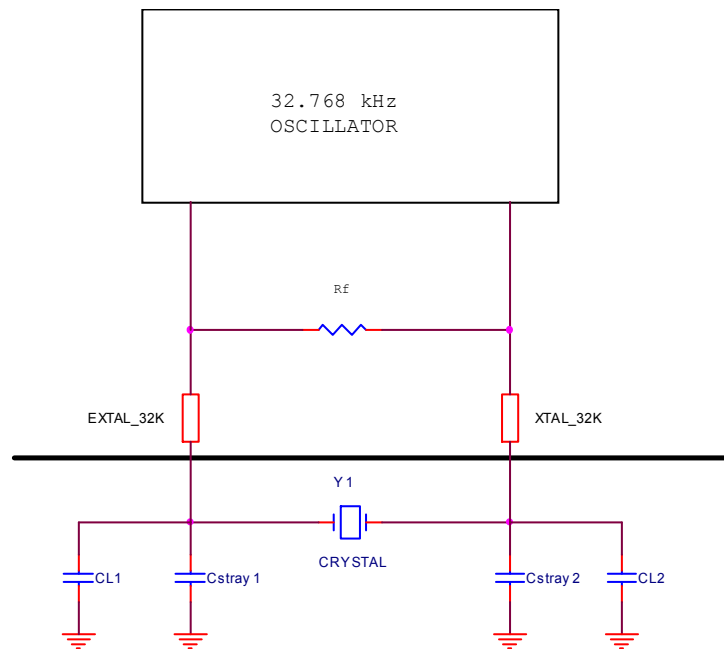 32.768 kHz
OSCILLATOR
Rf
EXTAL_32K
XTAL_32K
Y1
CRYSTAL
CL1
Cstray 1
Cstray 2
CL2